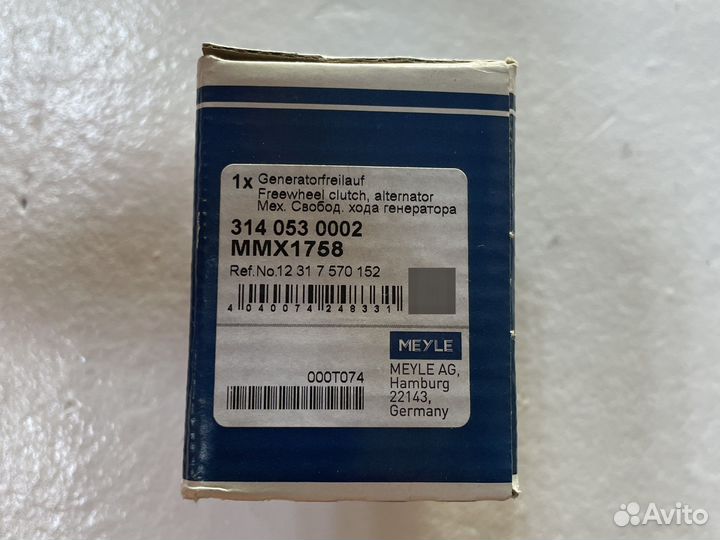 1x Generatorfreilauf
Freewheel clutch, alternator
Мех. Свобод. хода генератора
314 053 0002
MMX1758
Ref.No.12 31 7 570 152
4 040074 248331
MEYLE
000T074
MEYLE AG,
Hamburg
22143,
Germany
Avito